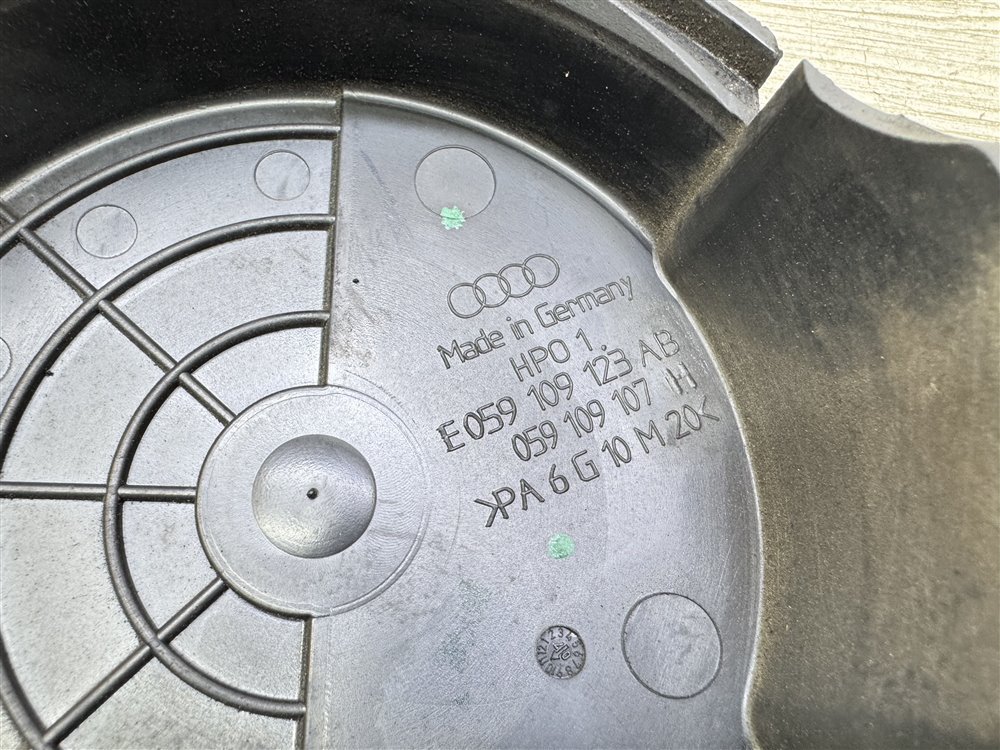 Made in Germany
HPO 1.
E 059 109 123 AB
059 109 107 H
>PA 6 G 10 M 20<